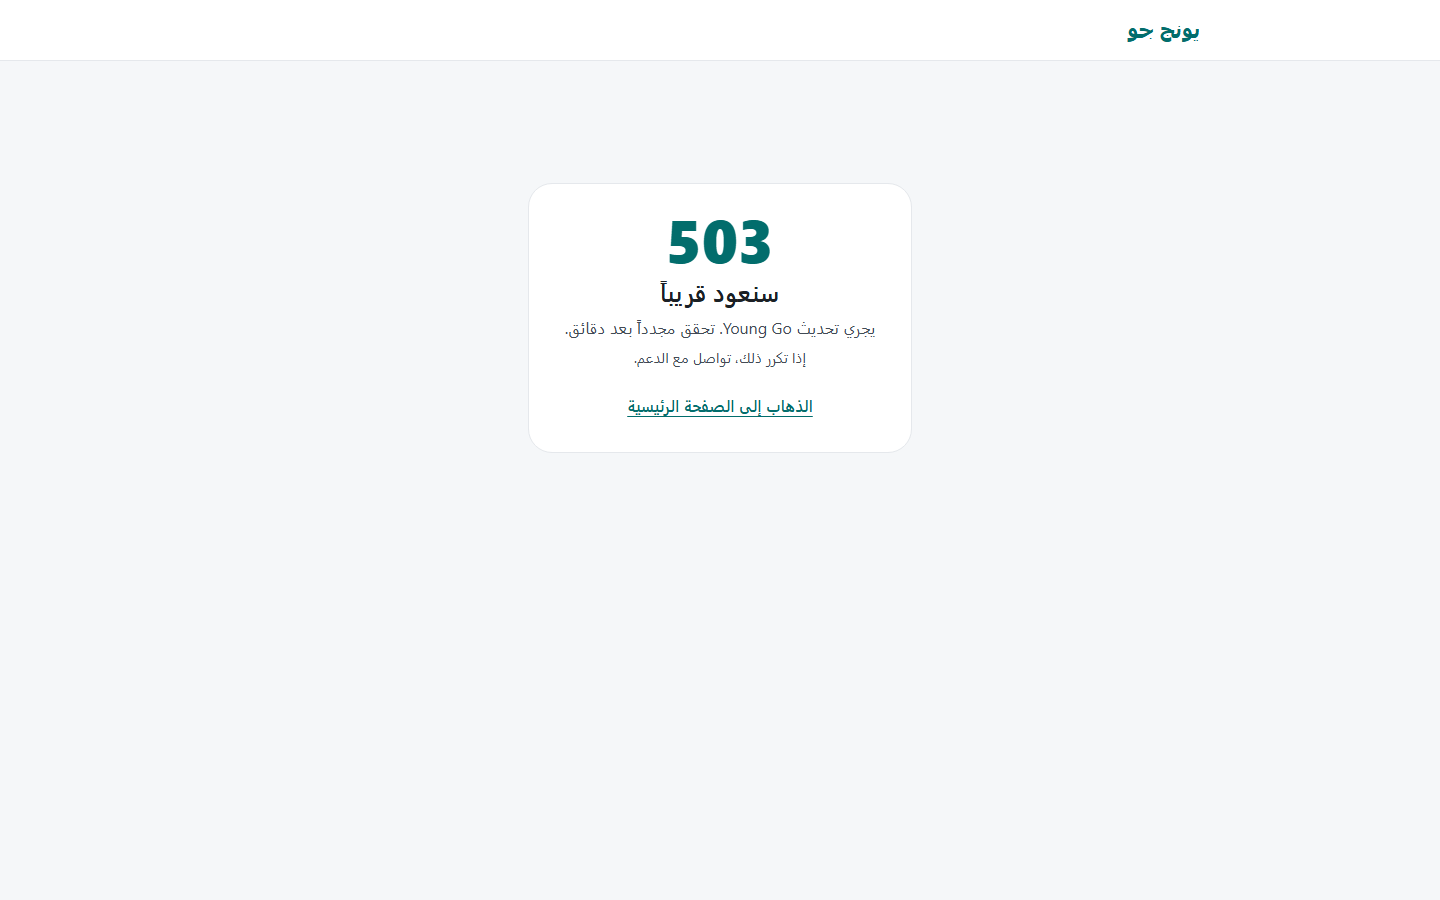 يونج جو
503
سنعود قريباً
يجري تحديث Young Go. تحقق مجدداً بعد دقائق.
إذا تكرر ذلك، تواصل مع الدعم.
الذهاب إلى الصفحة الرئيسية